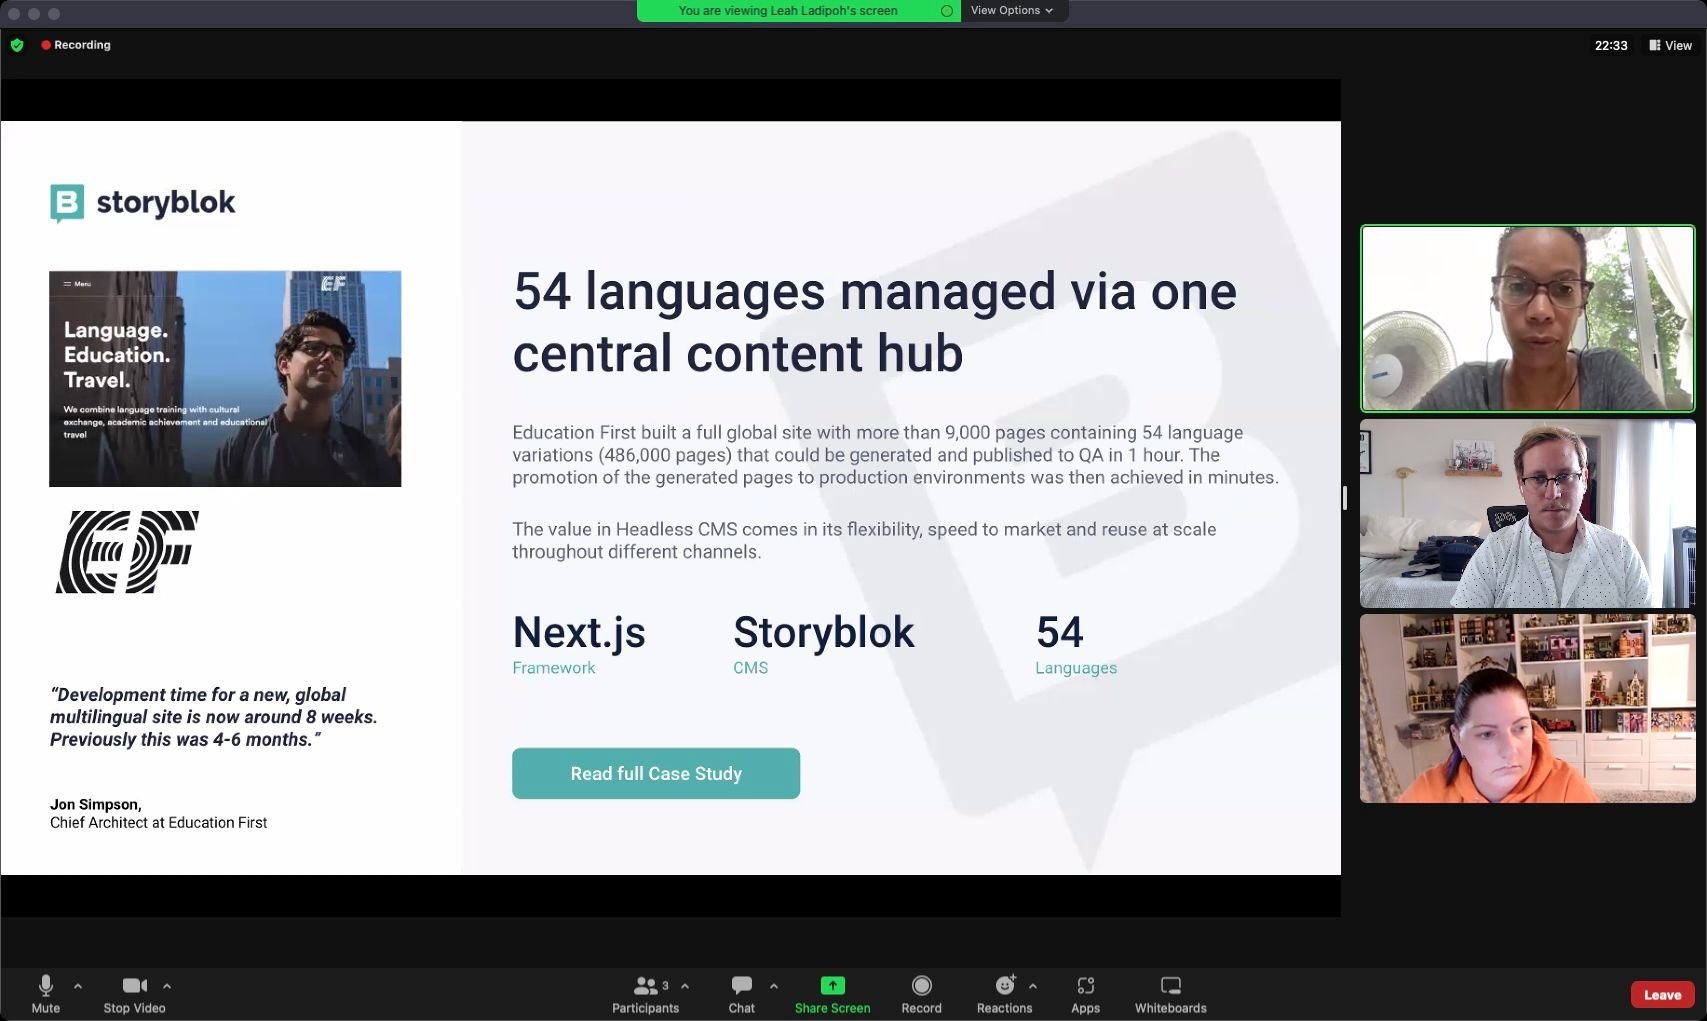 You are viewing Leah Ladipoh's screen
View Options
Recording
22:33
View
storyblok
Menu
EF
Language.
Education.
Travel.
We combine language training with cultural
exchange, academic achievement and educational
travel
EF
“Development time for a new, global
multilingual site is now around 8 weeks.
Previously this was 4-6 months.”
Jon Simpson,
Chief Architect at Education First
54 languages managed via one
central content hub
Education First built a full global site with more than 9,000 pages containing 54 language
variations (486,000 pages) that could be generated and published to QA in 1 hour. The
promotion of the generated pages to production environments was then achieved in minutes.
The value in Headless CMS comes in its flexibility, speed to market and reuse at scale
throughout different channels.
Next.js Storyblok 54
Framework CMS Languages
Read full Case Study
3
Mute Stop Video Participants Chat Share Screen Record Reactions Apps Whiteboards Leave